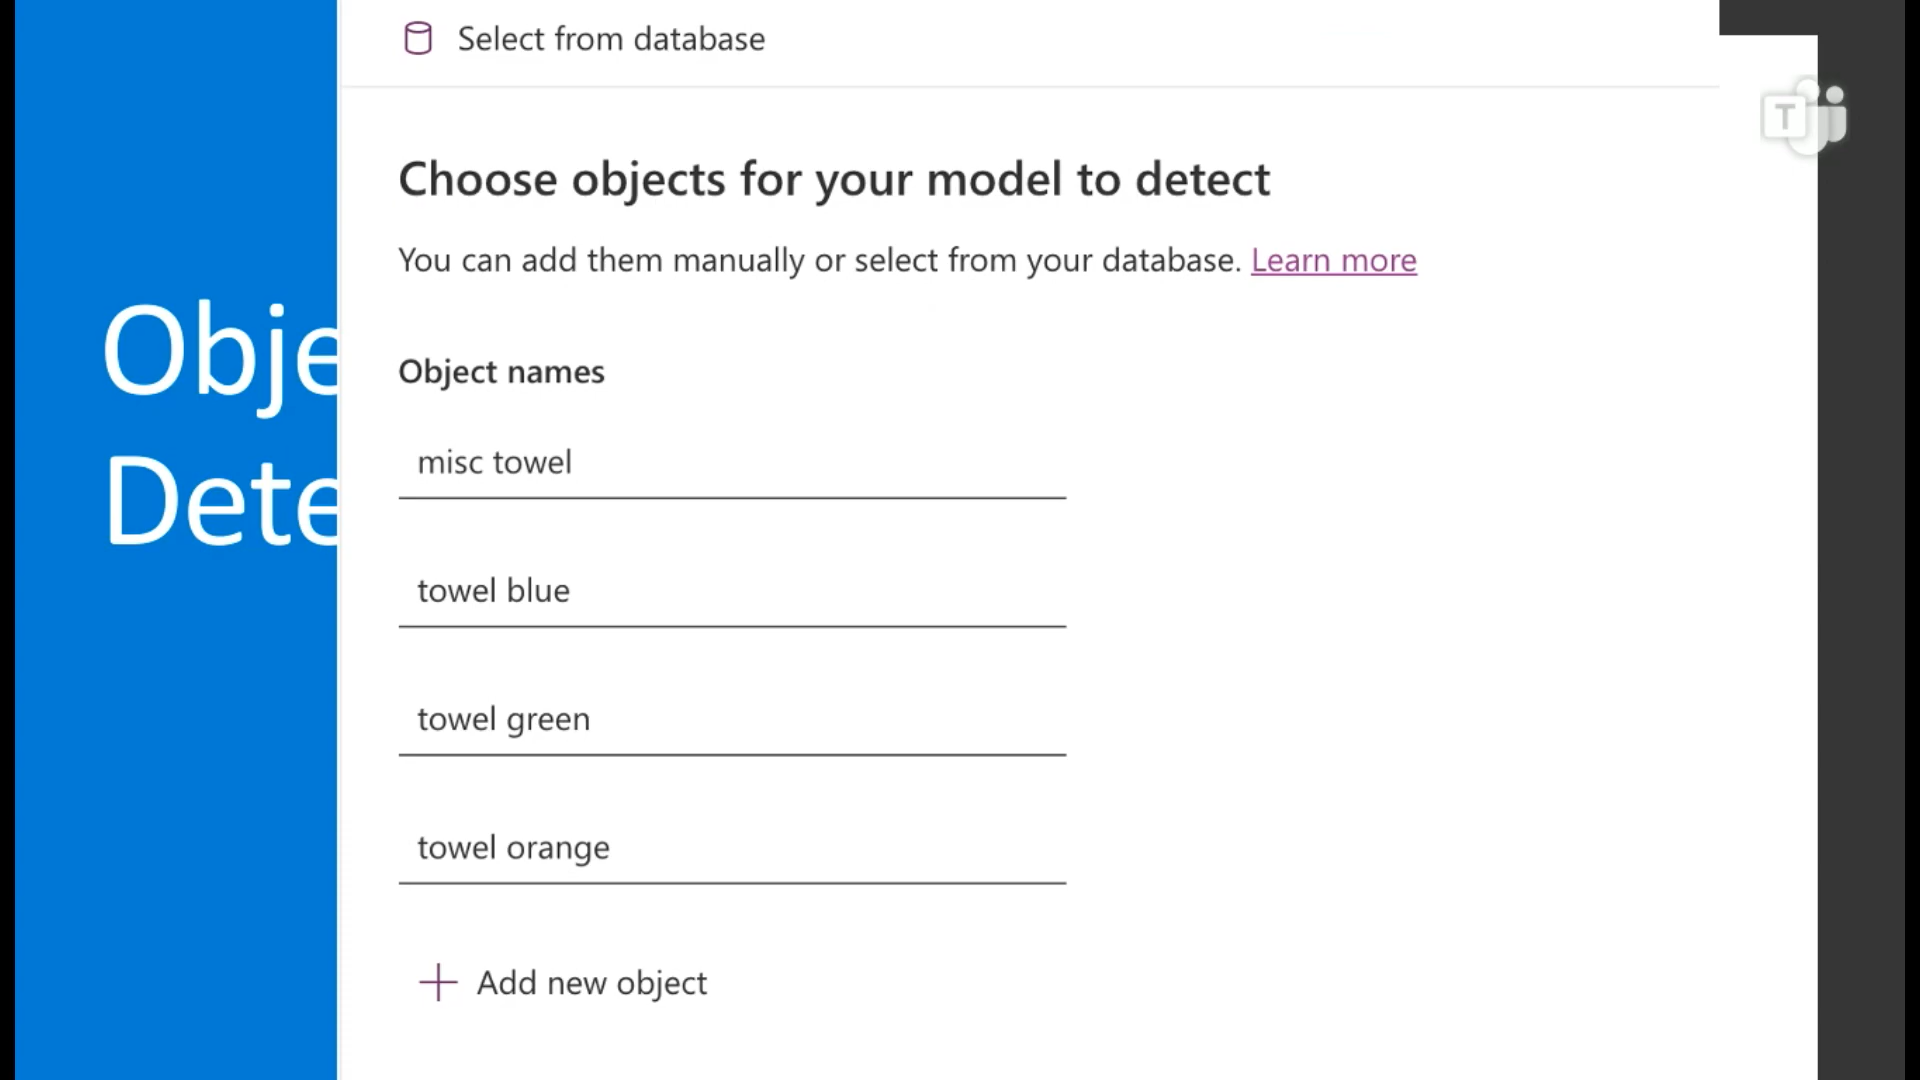 Select from database
Choose objects for your model to detect
You can add them manually or select from your database. Learn more
Obje
Dete
Object names
misc towel
towel blue
towel green
towel orange
Add new object
T